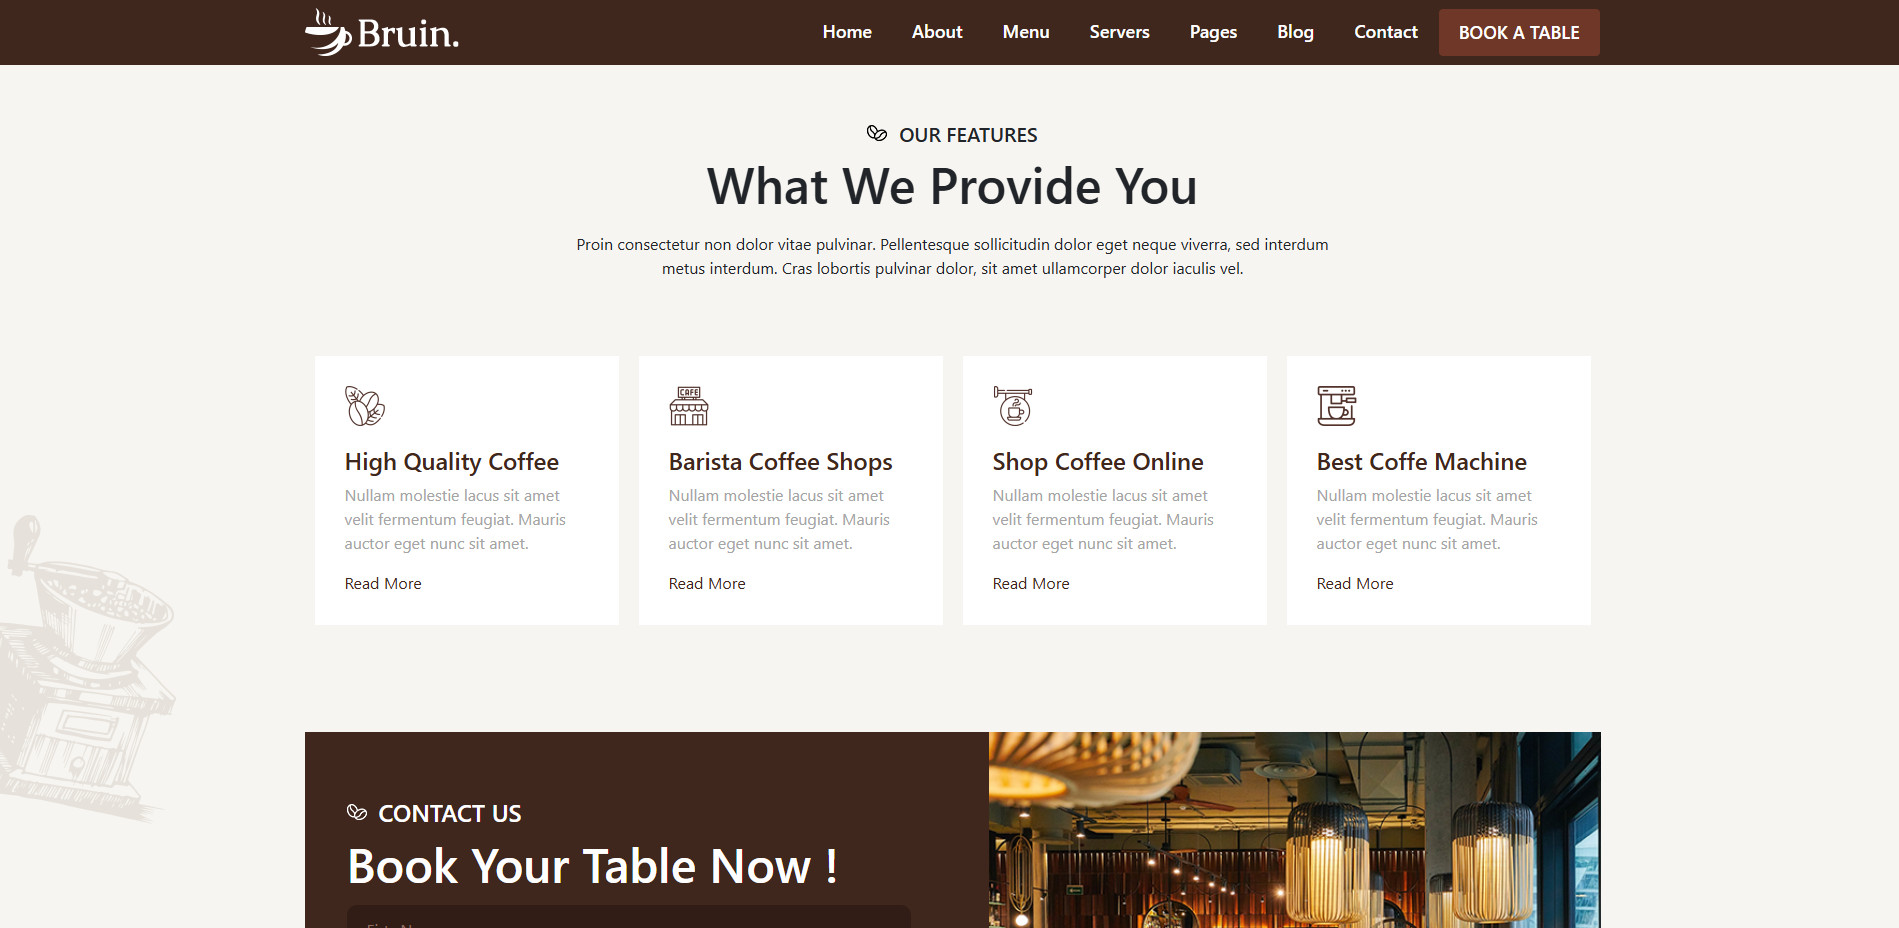 Bruin.
Home About Menu Servers Pages Blog Contact BOOK A TABLE
OUR FEATURES
What We Provide You
Proin consectetur non dolor vitae pulvinar. Pellentesque sollicitudin dolor eget neque viverra, sed interdum
metus interdum. Cras lobortis pulvinar dolor, sit amet ullamcorper dolor iaculis vel.
High Quality Coffee
Nullam molestie lacus sit amet
velit fermentum feugiat. Mauris
auctor eget nunc sit amet.
Read More
CAFE
Barista Coffee Shops
Nullam molestie lacus sit amet
velit fermentum feugiat. Mauris
auctor eget nunc sit amet.
Read More
Shop Coffee Online
Nullam molestie lacus sit amet
velit fermentum feugiat. Mauris
auctor eget nunc sit amet.
Read More
Best Coffe Machine
Nullam molestie lacus sit amet
velit fermentum feugiat. Mauris
auctor eget nunc sit amet.
Read More
CONTACT US
Book Your Table Now !